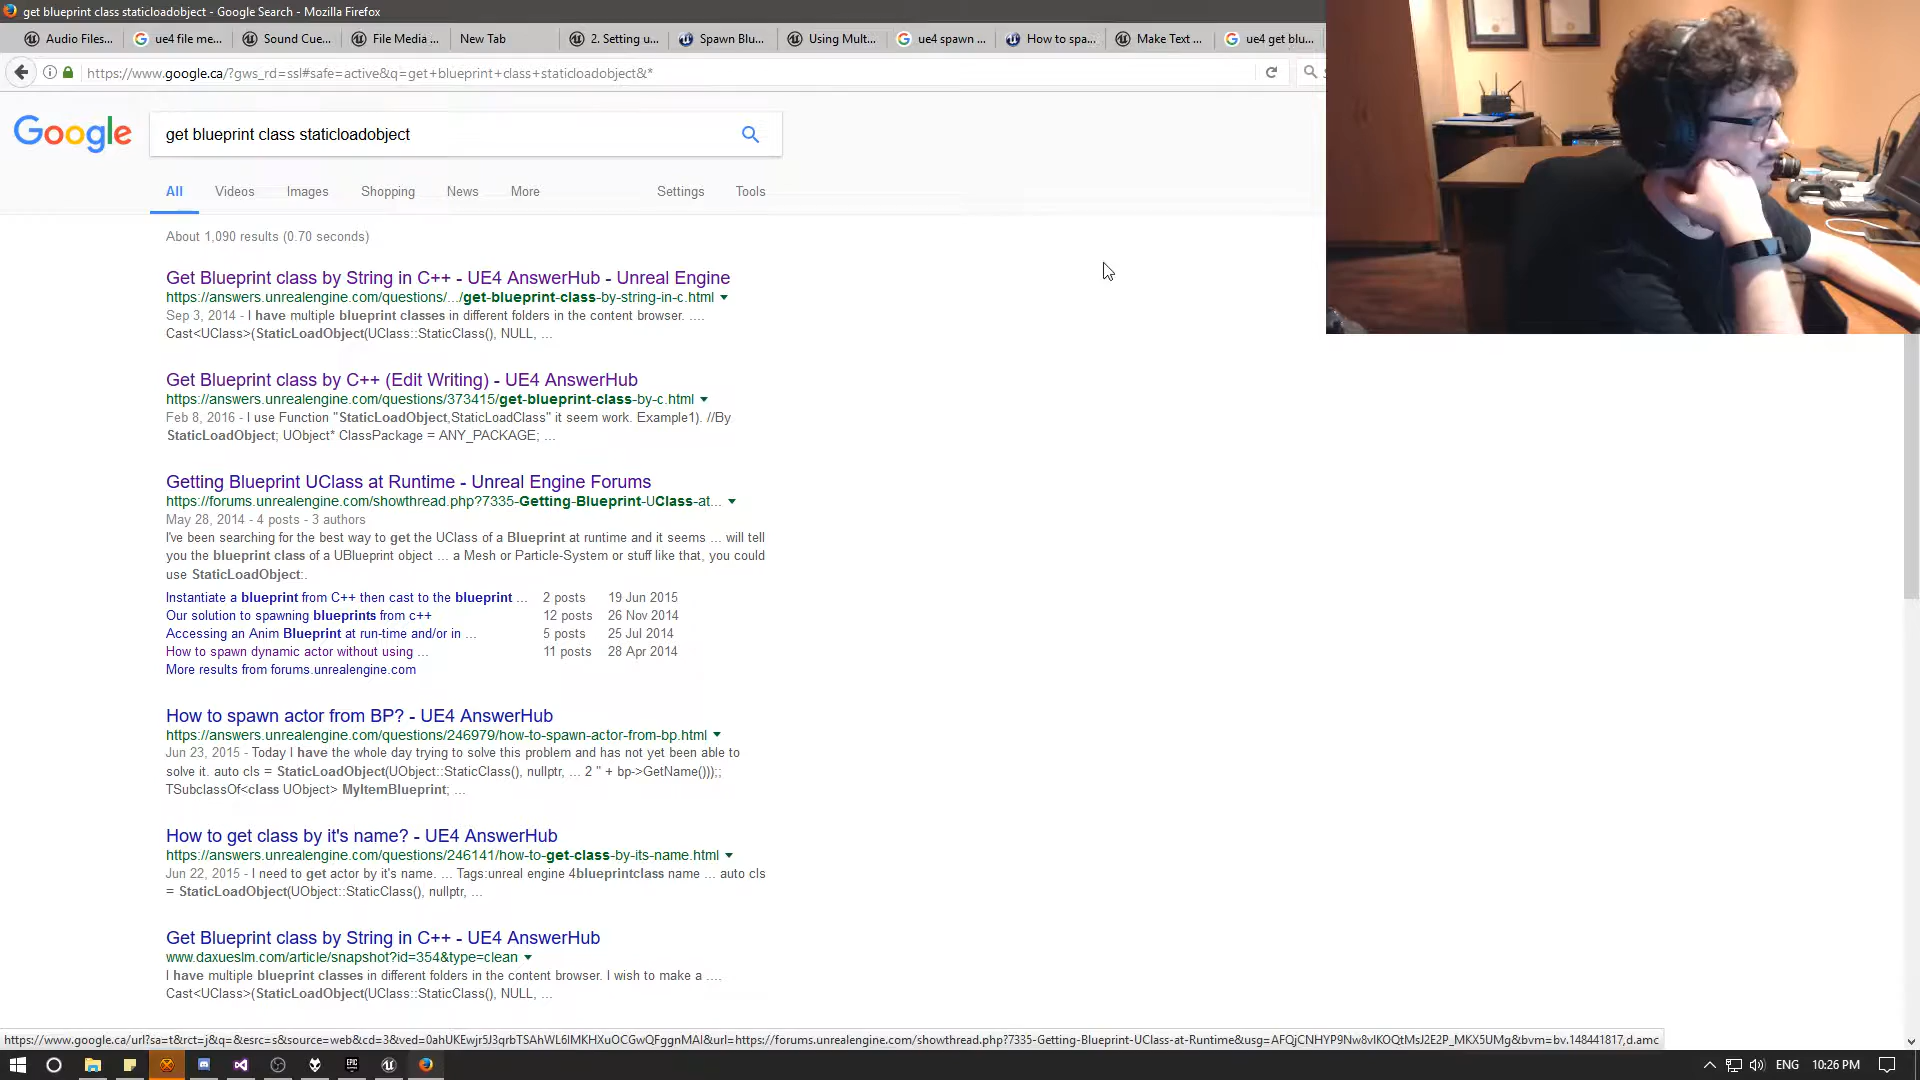 get blueprint class staticloadobject - Google Search - Mozilla Firefox
Audio Files...
ue4 file me...
Sound Cue...
File Media ...
New Tab
2. Setting u...
Spawn Blu...
Using Mult...
ue4 spawn ...
How to spa...
Make Text ...
ue4 get blu...
https://www.google.ca/?gws_rd=ssl#safe=active&q=get+blueprint+class+staticloadobject&*
Google
get blueprint class staticloadobject
All Videos Images Shopping News More Settings Tools
About 1,090 results (0.70 seconds)
Get Blueprint class by String in C++ - UE4 AnswerHub - Unreal Engine
https://answers.unrealengine.com/questions/.../get-blueprint-class-by-string-in-c.html
Sep 3, 2014 - I have multiple blueprint classes in different folders in the content browser. ....
Cast<UClass>(StaticLoadObject(UClass::StaticClass(), NULL, ...
Get Blueprint class by C++ (Edit Writing) - UE4 AnswerHub
https://answers.unrealengine.com/questions/373415/get-blueprint-class-by-c.html
Feb 8, 2016 - I use Function "StaticLoadObject,StaticLoadClass" it seem work. Example1). //By
StaticLoadObject; UObject* ClassPackage = ANY_PACKAGE; ...
Getting Blueprint UClass at Runtime - Unreal Engine Forums
https://forums.unrealengine.com/showthread.php?7335-Getting-Blueprint-UClass-at...
May 28, 2014 - 4 posts - 3 authors
I've been searching for the best way to get the UClass of a Blueprint at runtime and it seems ... will tell
you the blueprint class of a UBlueprint object ... a Mesh or Particle-System or stuff like that, you could
use StaticLoadObject:.
Instantiate a blueprint from C++ then cast to the blueprint ... 2 posts 19 Jun 2015
Our solution to spawning blueprints from c++ 12 posts 26 Nov 2014
Accessing an Anim Blueprint at run-time and/or in ... 5 posts 25 Jul 2014
How to spawn dynamic actor without using ... 11 posts 28 Apr 2014
More results from forums.unrealengine.com
How to spawn actor from BP? - UE4 AnswerHub
https://answers.unrealengine.com/questions/246979/how-to-spawn-actor-from-bp.html
Jun 23, 2015 - Today I have the whole day trying to solve this problem and has not yet been able to
solve it. auto cls = StaticLoadObject(UObject::StaticClass(), nullptr, ... 2 " + bp->GetName()));;
TSubclassOf<class UObject> MyItemBlueprint; ...
How to get class by it's name? - UE4 AnswerHub
https://answers.unrealengine.com/questions/246141/how-to-get-class-by-its-name.html
Jun 22, 2015 - I need to get actor by it's name. ... Tags:unreal engine 4blueprintclass name ... auto cls
= StaticLoadObject(UObject::StaticClass(), nullptr, ...
Get Blueprint class by String in C++ - UE4 AnswerHub
www.daxueslm.com/article/snapshot?id=354&type=clean
I have multiple blueprint classes in different folders in the content browser. I wish to make a ....
Cast<UClass>(StaticLoadObject(UClass::StaticClass(), NULL, ...
ENG 10:26 PM